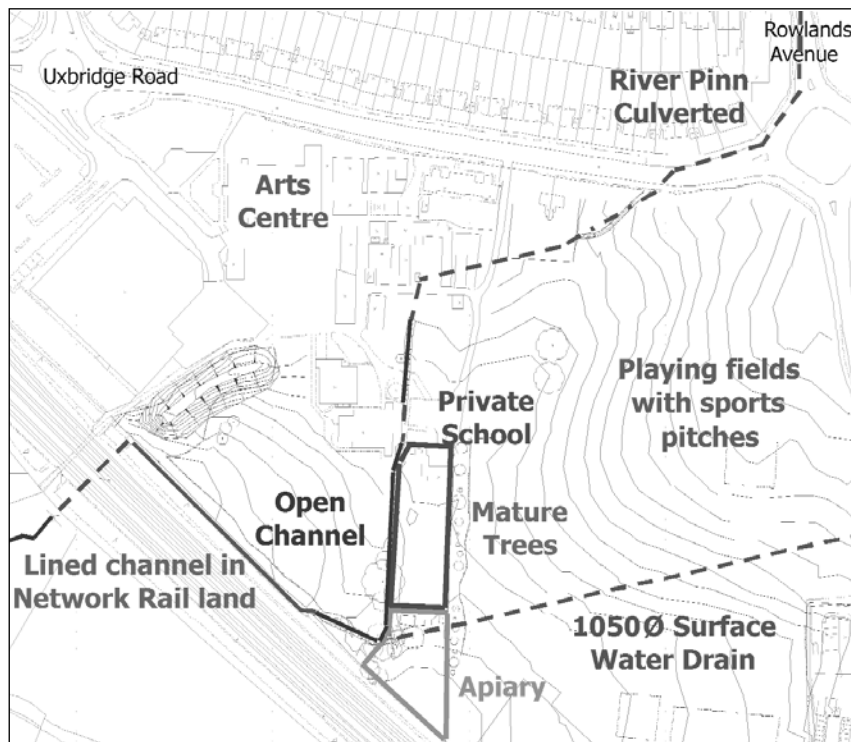 Rowlands
Avenue
Uxbridge Road
River Pinn
Culverted
Arts
Centre
Playing fields
with sports
pitches
Private
School
Open
Channel
Mature
Trees
Lined channel in
Network Rail land
1050Ø Surface
Water Drain
Apiary